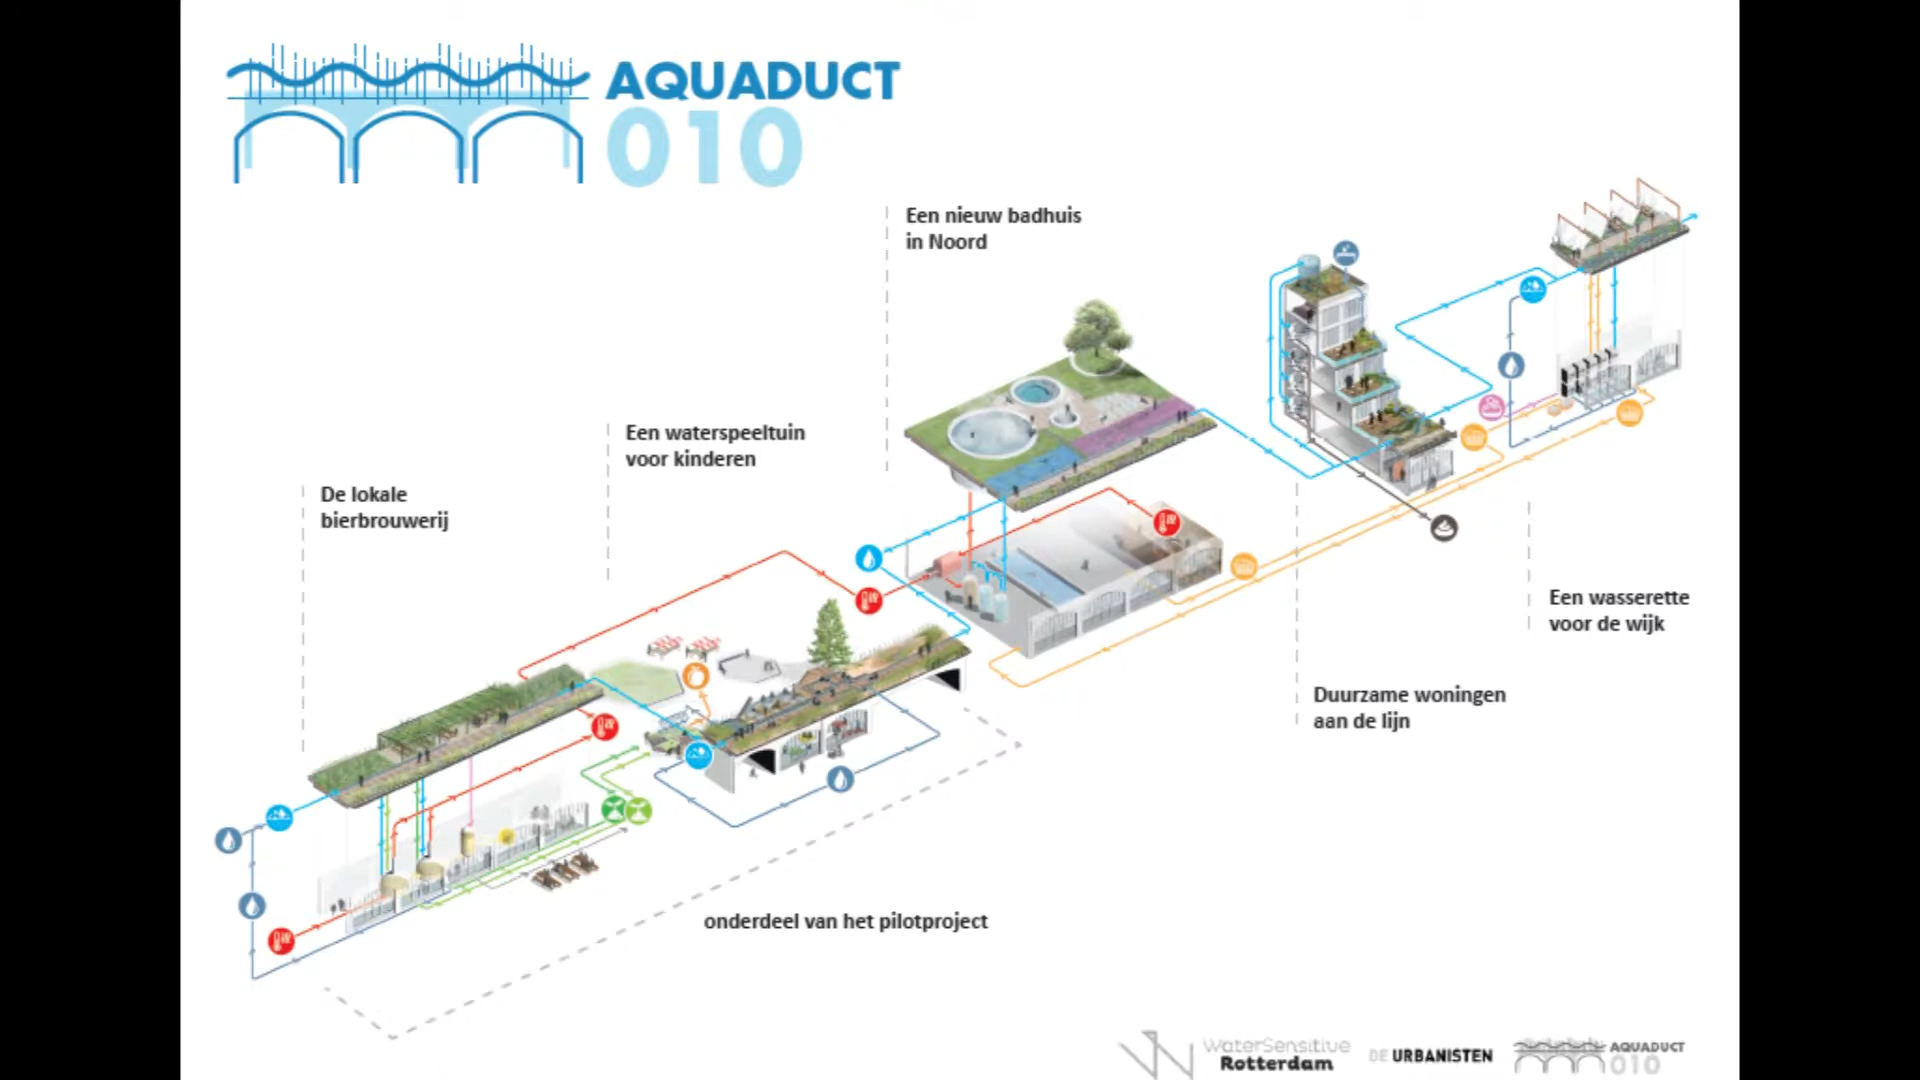 AQUADUCT
010
Een nieuw badhuis
in Noord
Een waterspeeltuin
voor kinderen
De lokale
bierbrouwerij
Een wasserette
voor de wijk
Duurzame woningen
aan de lijn
onderdeel van het pilotproject
WaterSensitive
Rotterdam
DE URBANISTEN
AQUADUCT
010